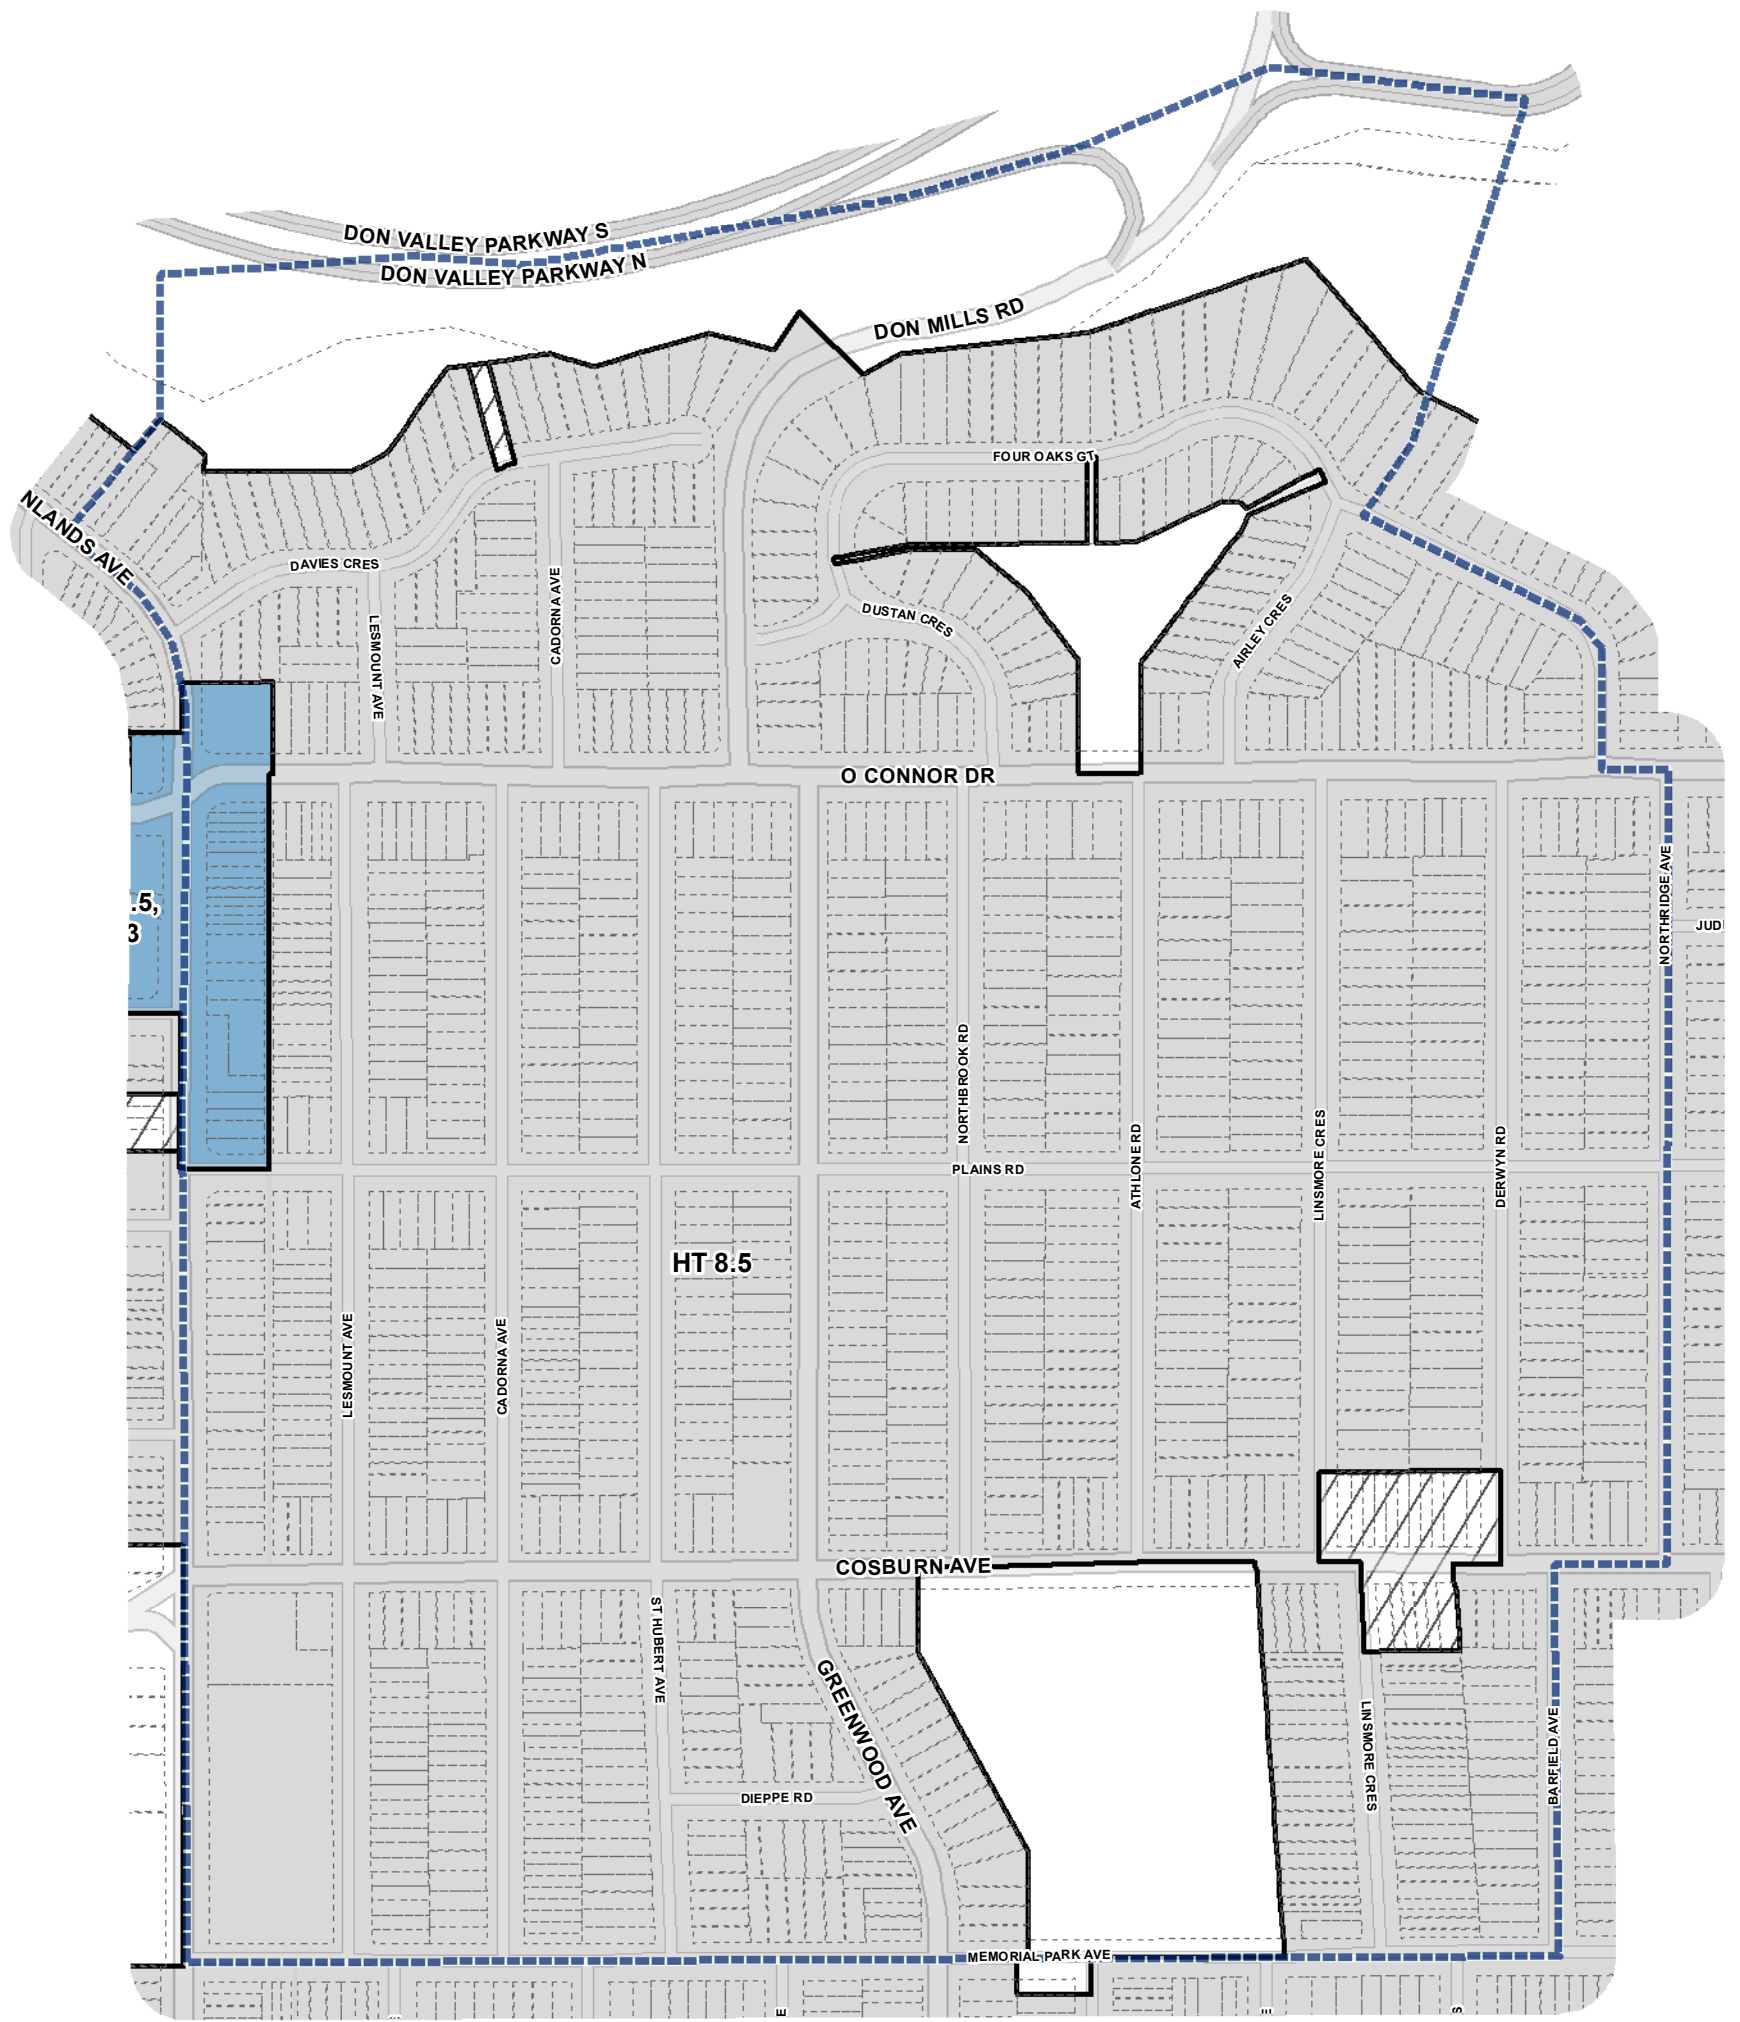 DON VALLEY PARKWAY S
DON VALLEY PARKWAY N
DON MILLS RD
FOUR OAKS GT
NLANDS AVE
DAVIES CRES
CADORNA AVE
LESMOUNT AVE
DUSTAN CRES
AIRLEY CRES
O CONNOR DR
.5,
3
NORTHRIDGE AVE
JUD
NORTHBROOK RD
ATHLONE RD
LINSMORE CRES
DERWYN RD
PLAINS RD
HT 8.5
LESMOUNT AVE
CADORNA AVE
COSBURN AVE
ST HUBERT AVE
GREENWOOD AVE
LINSMORE CRES
BARFIELD AVE
DIEPPE RD
MEMORIAL PARK AVE
E
E
S